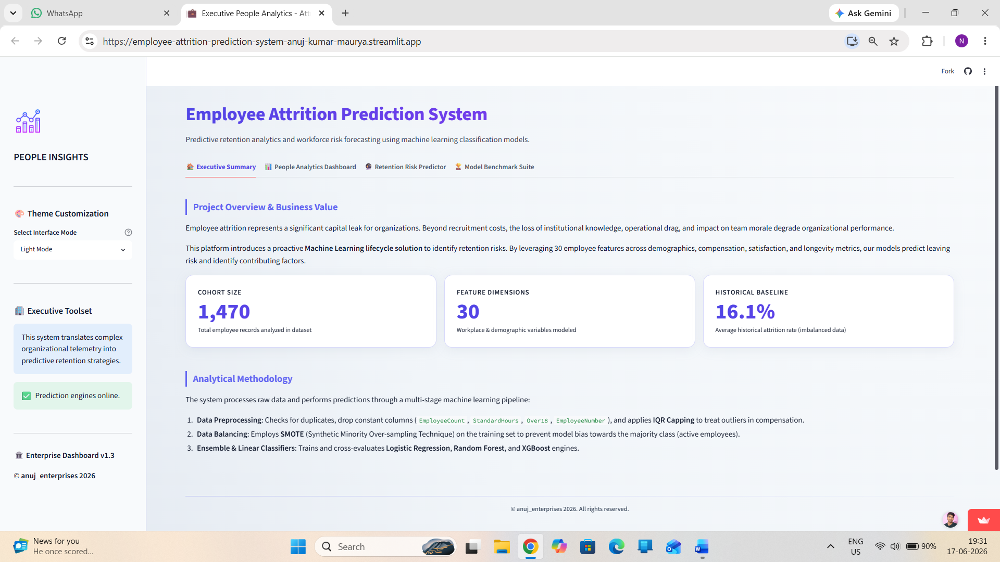 WhatsApp
Executive People Analytics - Att
Ask Gemini
https://employee-attrition-prediction-system-anuj-kumar-maurya.streamlit.app
N
Fork
PEOPLE INSIGHTS
Theme Customization
Select Interface Mode
?
Light Mode
Executive Toolset
This system translates complex
organizational telemetry into
predictive retention strategies.
Prediction engines online.
Enterprise Dashboard v1.3
© anuj_enterprises 2026
Employee Attrition Prediction System
Predictive retention analytics and workforce risk forecasting using machine learning classification models.
Executive Summary
People Analytics Dashboard
Retention Risk Predictor
Model Benchmark Suite
Project Overview & Business Value
Employee attrition represents a significant capital leak for organizations. Beyond recruitment costs, the loss of institutional knowledge, operational drag, and impact on team morale degrade organizational performance.
This platform introduces a proactive Machine Learning lifecycle solution to identify retention risks. By leveraging 30 employee features across demographics, compensation, satisfaction, and longevity metrics, our models predict leaving
risk and identify contributing factors.
COHORT SIZE
1,470
Total employee records analyzed in dataset
FEATURE DIMENSIONS
30
Workplace & demographic variables modeled
HISTORICAL BASELINE
16.1%
Average historical attrition rate (imbalanced data)
Analytical Methodology
The system processes raw data and performs predictions through a multi-stage machine learning pipeline:
1. Data Preprocessing: Checks for duplicates, drop constant columns ( EmployeeCount , StandardHours , Over18 , EmployeeNumber ), and applies IQR Capping to treat outliers in compensation.
2. Data Balancing: Employs SMOTE (Synthetic Minority Over-sampling Technique) on the training set to prevent model bias towards the majority class (active employees).
3. Ensemble & Linear Classifiers: Trains and cross-evaluates Logistic Regression, Random Forest, and XGBoost engines.
© anuj_enterprises 2026. All rights reserved.
News for you
He once scored...
Search
ENG
US
90%
19:31
17-06-2026